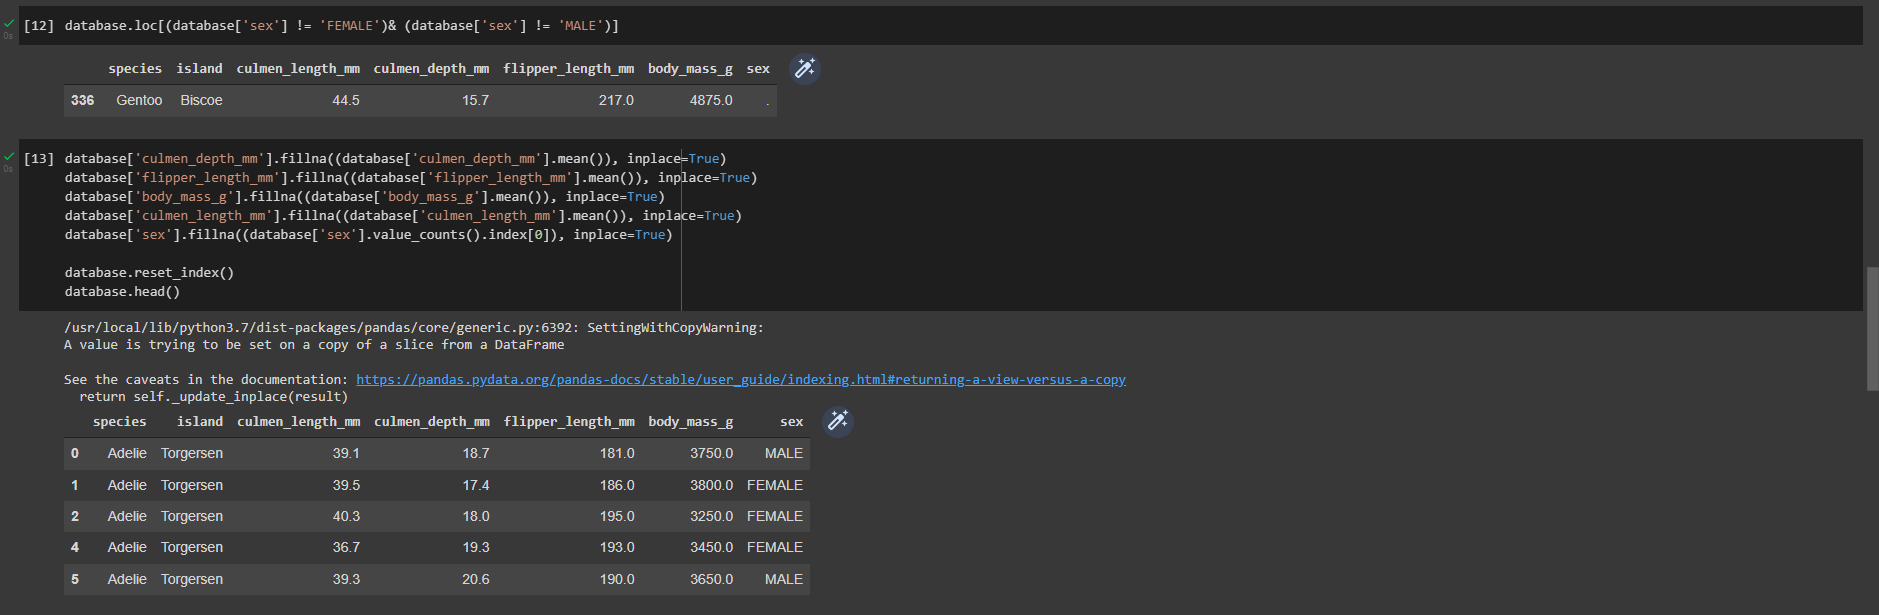 [12] database.loc[(database['sex'] != 'FEMALE')& (database['sex'] != 'MALE')]
0s
species island culmen_length_mm culmen_depth_mm flipper_length_mm body_mass_g sex
336 Gentoo Biscoe 44.5 15.7 217.0 4875.0 .
[13] database['culmen_depth_mm'].fillna((database['culmen_depth_mm'].mean()), inplace=True)
0s
database['flipper_length_mm'].fillna((database['flipper_length_mm'].mean()), inplace=True)
database['body_mass_g'].fillna((database['body_mass_g'].mean()), inplace=True)
database['culmen_length_mm'].fillna((database['culmen_length_mm'].mean()), inplace=True)
database['sex'].fillna((database['sex'].value_counts().index[0]), inplace=True)
database.reset_index()
database.head()
/usr/local/lib/python3.7/dist-packages/pandas/core/generic.py:6392: SettingWithCopyWarning:
A value is trying to be set on a copy of a slice from a DataFrame
See the caveats in the documentation: https://pandas.pydata.org/pandas-docs/stable/user_guide/indexing.html#returning-a-view-versus-a-copy
return self._update_inplace(result)
species island culmen_length_mm culmen_depth_mm flipper_length_mm body_mass_g sex
0 Adelie Torgersen 39.1 18.7 181.0 3750.0 MALE
1 Adelie Torgersen 39.5 17.4 186.0 3800.0 FEMALE
2 Adelie Torgersen 40.3 18.0 195.0 3250.0 FEMALE
4 Adelie Torgersen 36.7 19.3 193.0 3450.0 FEMALE
5 Adelie Torgersen 39.3 20.6 190.0 3650.0 MALE